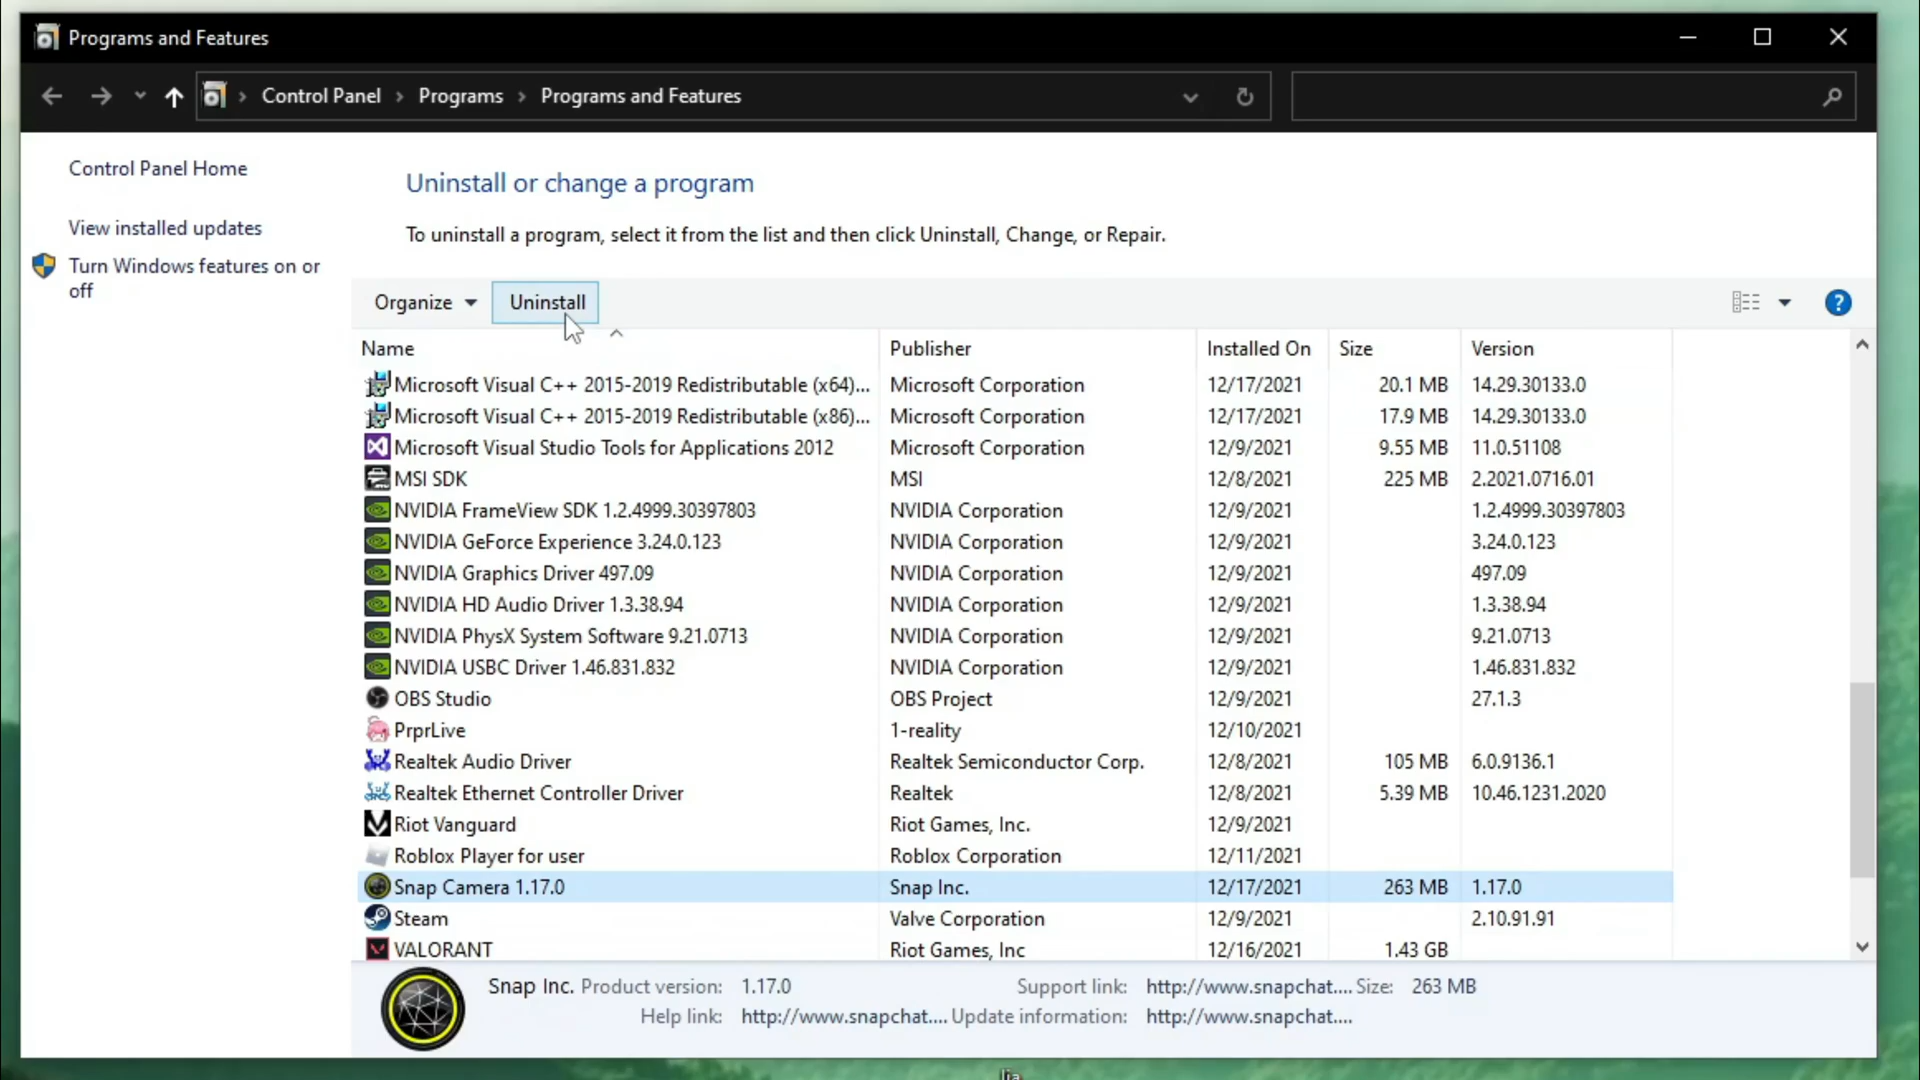 Programs and Features
Control Panel > Programs > Programs and Features
Control Panel Home
View installed updates
Turn Windows features on or
off
Uninstall or change a program
To uninstall a program, select it from the list and then click Uninstall, Change, or Repair.
Organize Uninstall
Name Publisher Installed On Size Version
Microsoft Visual C++ 2015-2019 Redistributable (x64)... Microsoft Corporation 12/17/2021 20.1 MB 14.29.30133.0
Microsoft Visual C++ 2015-2019 Redistributable (x86)... Microsoft Corporation 12/17/2021 17.9 MB 14.29.30133.0
Microsoft Visual Studio Tools for Applications 2012 Microsoft Corporation 12/9/2021 9.55 MB 11.0.51108
MSI SDK MSI 12/8/2021 225 MB 2.2021.0716.01
NVIDIA FrameView SDK 1.2.4999.30397803 NVIDIA Corporation 12/9/2021 1.2.4999.30397803
NVIDIA GeForce Experience 3.24.0.123 NVIDIA Corporation 12/9/2021 3.24.0.123
NVIDIA Graphics Driver 497.09 NVIDIA Corporation 12/9/2021 497.09
NVIDIA HD Audio Driver 1.3.38.94 NVIDIA Corporation 12/9/2021 1.3.38.94
NVIDIA PhysX System Software 9.21.0713 NVIDIA Corporation 12/9/2021 9.21.0713
NVIDIA USBC Driver 1.46.831.832 NVIDIA Corporation 12/9/2021 1.46.831.832
OBS Studio OBS Project 12/9/2021 27.1.3
PrprLive 1-reality 12/10/2021
Realtek Audio Driver Realtek Semiconductor Corp. 12/8/2021 105 MB 6.0.9136.1
Realtek Ethernet Controller Driver Realtek 12/8/2021 5.39 MB 10.46.1231.2020
Riot Vanguard Riot Games, Inc. 12/9/2021
Roblox Player for user Roblox Corporation 12/11/2021
Snap Camera 1.17.0 Snap Inc. 12/17/2021 263 MB 1.17.0
Steam Valve Corporation 12/9/2021 2.10.91.91
VALORANT Riot Games, Inc 12/16/2021 1.43 GB
Snap Inc. Product version: 1.17.0 Support link: http://www.snapchat.... Size: 263 MB
Help link: http://www.snapchat.... Update information: http://www.snapchat....